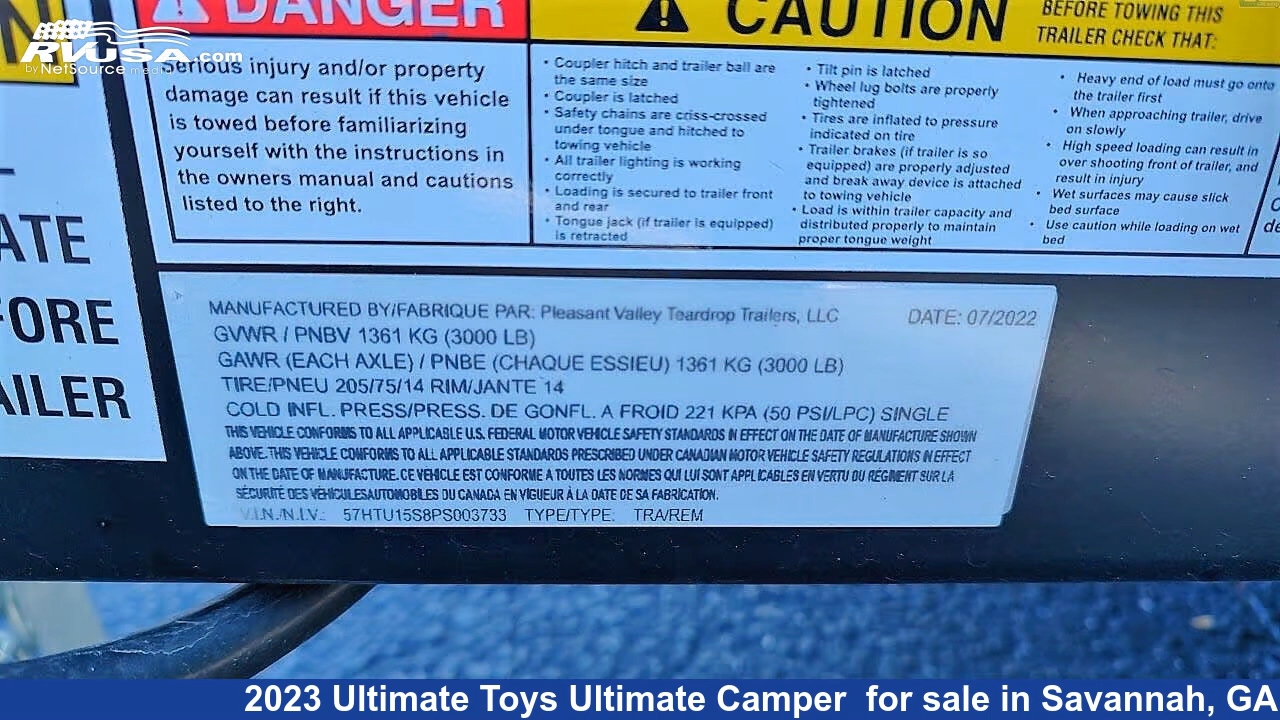 DANGER
CAUTION
BEFORE TOWING THIS
TRAILER CHECK THAT:
RVUSA.com
by NetSource media
serious injury and/or property
damage can result if this vehicle
is towed before familiarizing
yourself with the instructions in
the owners manual and cautions
listed to the right.
• Coupler hitch and trailer ball are
the same size
• Coupler is latched
• Safety chains are criss-crossed
under tongue and hitched to
towing vehicle
• All trailer lighting is working
correctly
• Loading is secured to trailer front
and rear
• Tongue jack (if trailer is equipped)
is retracted
• Tilt pin is latched
• Wheel lug bolts are properly
tightened
• Tires are inflated to pressure
indicated on tire
• Trailer brakes (if trailer is so
equipped) are properly adjusted
and break away device is attached
to towing vehicle
• Load is within trailer capacity and
distributed properly to maintain
proper tongue weight
• Heavy end of load must go onto
the trailer first
• When approaching trailer, drive
on slowly
• High speed loading can result in
over shooting front of trailer, and
result in injury
• Wet surfaces may cause slick
bed surface
• Use caution while loading on wet
bed
ATE
FORE
AILER
MANUFACTURED BY/FABRIQUE PAR: Pleasant Valley Teardrop Trailers, LLC DATE: 07/2022
GVWR / PNBV 1361 KG (3000 LB)
GAWR (EACH AXLE) / PNBE (CHAQUE ESSIEU) 1361 KG (3000 LB)
TIRE/PNEU 205/75/14 RIM/JANTE 14
COLD INFL. PRESS/PRESS. DE GONFL. A FROID 221 KPA (50 PSI/LPC) SINGLE
THIS VEHICLE CONFORMS TO ALL APPLICABLE U.S. FEDERAL MOTOR VEHICLE SAFETY STANDARDS IN EFFECT ON THE DATE OF MANUFACTURE SHOWN
ABOVE. THIS VEHICLE COMFORMS TO ALL APPLICABLE STANDARDS PRESCRIBED UNDER CANADIAN MOTOR VEHICLE SAFETY REGULATIONS IN EFFECT
ON THE DATE OF MANUFACTURE. CE VEHICLE EST CONFORME A TOUTES LES NORMES QUI LUI SONT APPLICABLES EN VERTU DU RÉGIMENT SUR LA
SÉCURITÉ DES VÉHICULESAUTOMOBILES DU CANADA EN VIGUEUR À LA DATE DE SA FABRICATION.
V.I.N./N.I.V.: 57HTU15S8PS003733 TYPE/TYPE: TRA/REM
2023 Ultimate Toys Ultimate Camper for sale in Savannah, GA